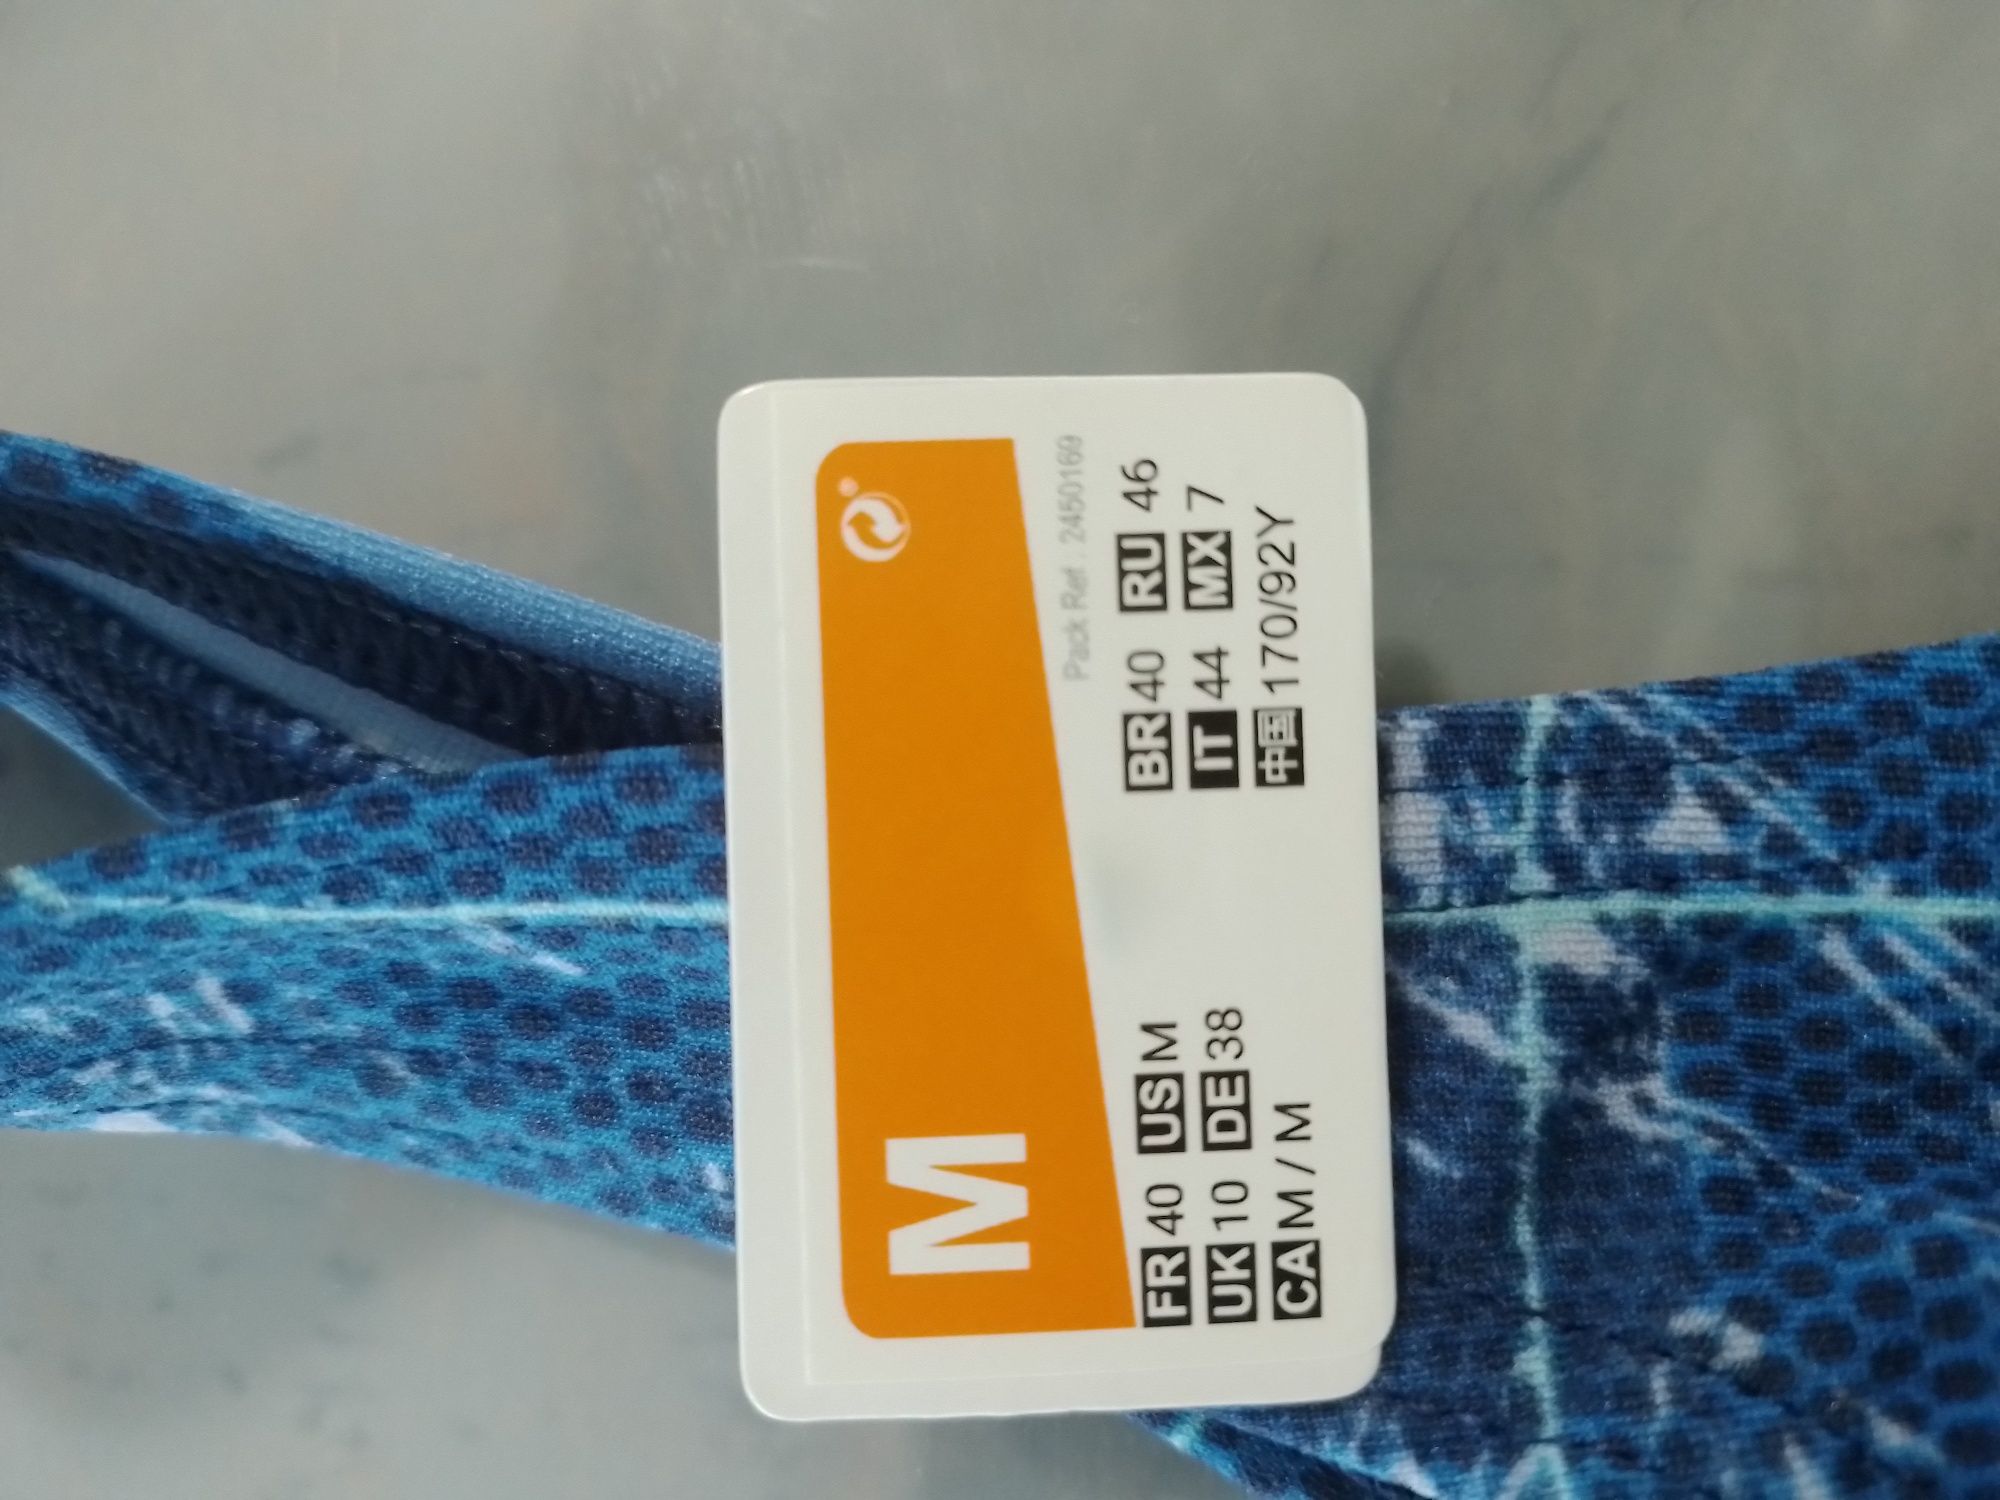 M
Pack Ref : 2450169
FR 40 US M BR 40 RU 46
UK 10 DE 38 IT 44 MX 7
CA M / M 中国 170/92Y